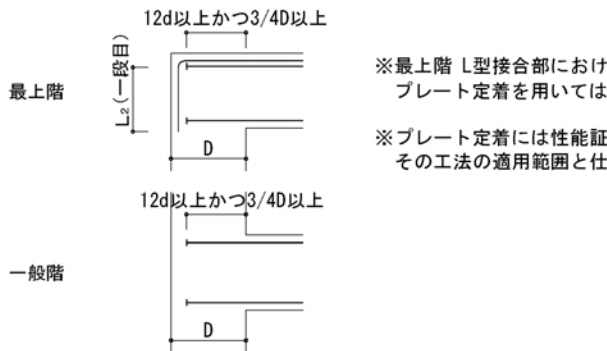 12d以上かつ3/4D以上
最上階
L₂(一段目)
D
※最上階 L型接合部におけ
プレート定着を用いては
※プレート定着には性能証
その工法の適用範囲と仕
12d以上かつ3/4D以上
一般階
D